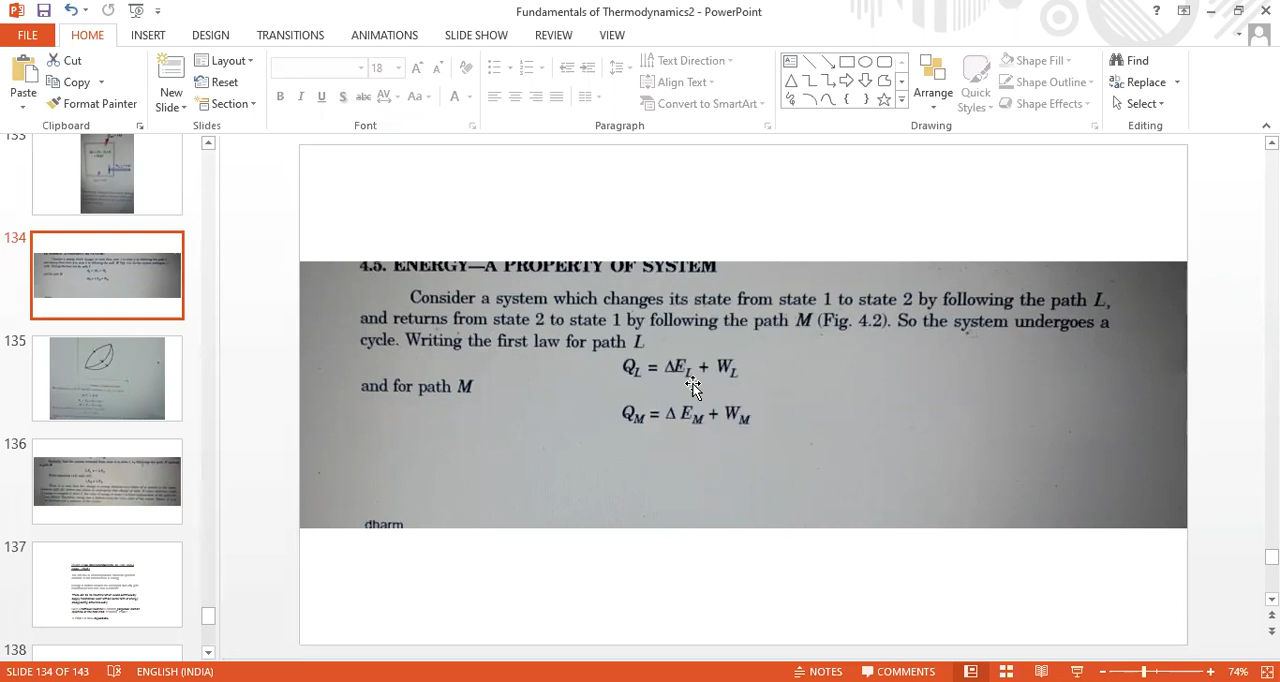 Fundamentals of Thermodynamics2 - PowerPoint
FILE HOME INSERT DESIGN TRANSITIONS ANIMATIONS SLIDE SHOW REVIEW VIEW
Paste
Cut
Copy
Format Painter
Clipboard
New Slide
Layout
Reset
Section
Slides
18
B I U S abc AV Aa A
Font
Text Direction
Align Text
Convert to SmartArt
Paragraph
Arrange
Quick Styles
Shape Fill
Shape Outline
Shape Effects
Drawing
Find
Replace
Select
Editing
133
134
135
136
137
138
4.5. ENERGY—A PROPERTY OF SYSTEM
Consider a system which changes its state from state 1 to state 2 by following the path L,
and returns from state 2 to state 1 by following the path M (Fig. 4.2). So the system undergoes a
cycle. Writing the first law for path L
Q_L = ΔE_L + W_L
and for path M
Q_M = Δ E_M + W_M
dharm
SLIDE 134 OF 143 ENGLISH (INDIA) NOTES COMMENTS 74%